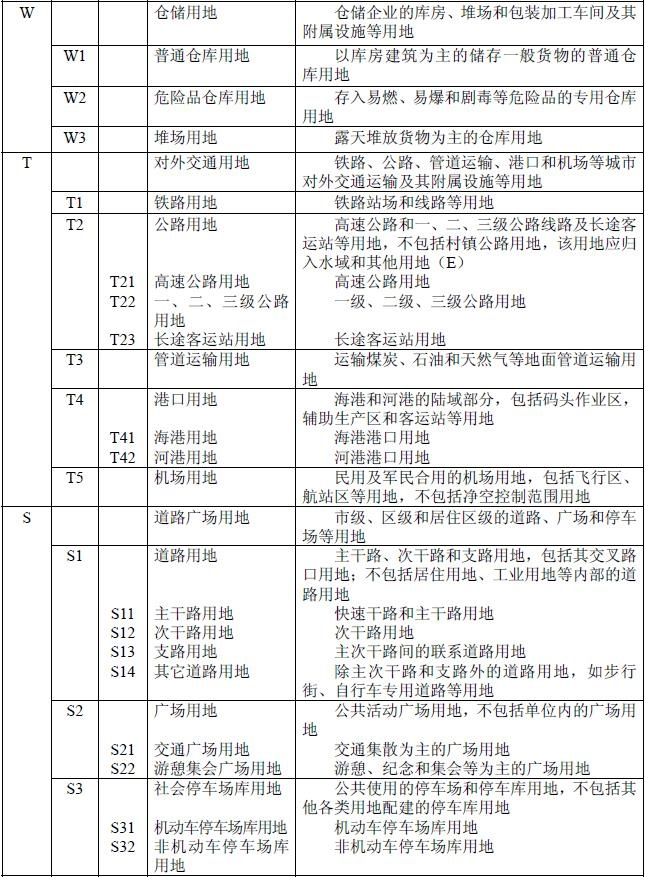 W 仓储用地 仓储企业的库房、堆场和包装加工车间及其
附属设施等用地
W1 普通仓库用地 以库房建筑为主的储存一般货物的普通仓
库用地
W2 危险品仓库用地 存入易燃、易爆和剧毒等危险品的专用仓库
用地
W3 堆场用地 露天堆放货物为主的仓库用地
T 对外交通用地 铁路、公路、管道运输、港口和机场等城市
对外交通运输及其附属设施等用地
T1 铁路用地 铁路站场和线路等用地
T2 公路用地 高速公路和一、二、三级公路线路及长途客
运站等用地，不包括村镇公路用地，该用地应归
入水域和其他用地（E）
T21 高速公路用地 高速公路用地
T22 一、二、三级公路 一级、二级、三级公路用地
用地
T23 长途客运站用地 长途客运站用地
T3 管道运输用地 运输煤炭、石油和天然气等地面管道运输用
地
T4 港口用地 海港和河港的陆域部分，包括码头作业区，
辅助生产区和客运站等用地
T41 海港用地 海港港口用地
T42 河港用地 河港港口用地
T5 机场用地 民用及军民合用的机场用地，包括飞行区、
航站区等用地，不包括净空控制范围用地
S 道路广场用地 市级、区级和居住区级的道路、广场和停车
场等用地
S1 道路用地 主干路、次干路和支路用地，包括其交叉路
口用地；不包括居住用地、工业用地等内部的道
路用地
S11 主干路用地 快速干路和主干路用地
S12 次干路用地 次干路用地
S13 支路用地 主次干路间的联系道路用地
S14 其它道路用地 除主次干路和支路外的道路用地，如步行
街、自行车专用道路等用地
S2 广场用地 公共活动广场用地，不包括单位内的广场用
地
S21 交通广场用地 交通集散为主的广场用地
S22 游憩集会广场用地 游憩、纪念和集会等为主的广场用地
S3 社会停车场库用地 公共使用的停车场和停车库用地，不包括其
他各类用地配建的停车库用地
S31 机动车停车场库用地 机动车停车场库用地
S32 非机动车停车场库 非机动车停车场库用地
用地